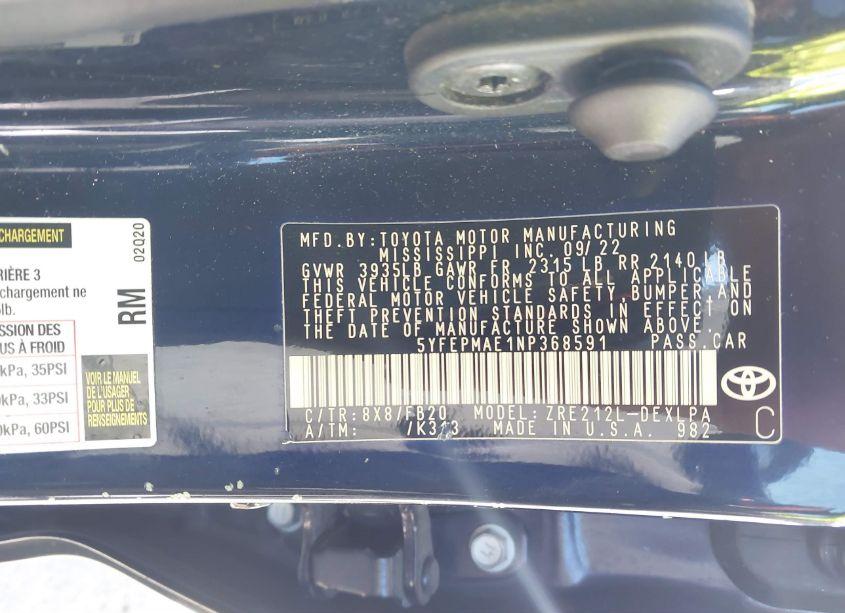 CHARGEMENT
RIÈRE 3
chargement ne
lb.
SSION DES
US À FROID
kPa, 35PSI
0kPa, 33PSI
0kPa, 60PSI
02Q20
RM
VOIR LE MANUEL
DE L'USAGER
POUR PLUS DE
RENSEIGNEMENTS
MFD.BY:TOYOTA MOTOR MANUFACTURING
MISSISSIPPI INC.09/22
GVWR 3935LB GAWR FR 2315LB RR 2140LB
THIS VEHICLE CONFORMS TO ALL APPLICABLE
FEDERAL MOTOR VEHICLE SAFETY,BUMPER,AND
THEFT PREVENTION STANDARDS IN EFFECT ON
THE DATE OF MANUFACTURE SHOWN ABOVE.
5YFEPMAE1NP368591 PASS.CAR
C/TR:8X8/FB20 MODEL:ZRE212L-DEXLPA
A/TM: /K313 MADE IN U.S.A. 982
C